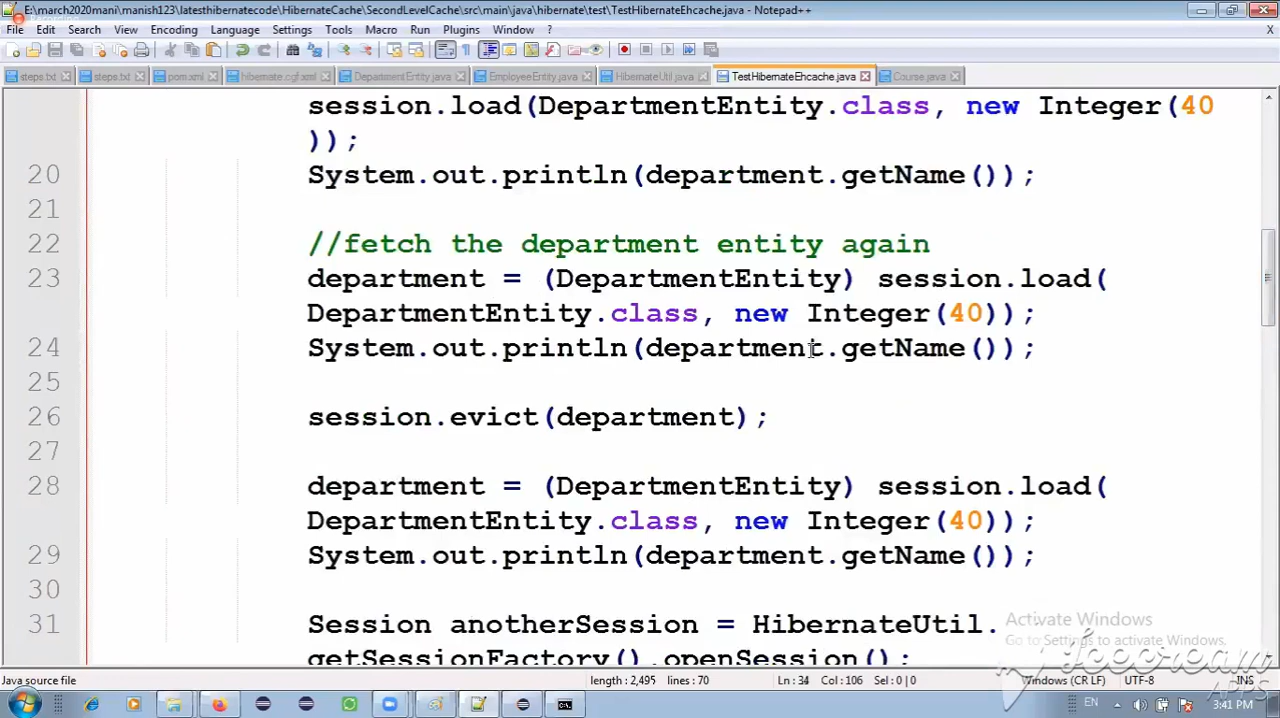 E:\march2020mani\manish123\latesthibernatecode\HibernateCache\SecondLevelCache\src\main\java\hibernate\test\TestHibernateEhcache.java - Notepad++
Recording...
File Edit Search View Encoding Language Settings Tools Macro Run Plugins Window ? X
steps.txt steps.txt pom.xml hibernate.cgf.xml DepartmentEntity.java EmployeeEntity.java HibernateUtil.java TestHibernateEhcache.java Course.java
session.load(DepartmentEntity.class, new Integer(40
));
20 System.out.println(department.getName());
21
22 //fetch the department entity again
23 department = (DepartmentEntity) session.load(
DepartmentEntity.class, new Integer(40));
24 System.out.println(department.getName());
25
26 session.evict(department);
27
28 department = (DepartmentEntity) session.load(
DepartmentEntity.class, new Integer(40));
29 System.out.println(department.getName());
30
31 Session anotherSession = HibernateUtil.
getSessionFactory().openSession();
Activate Windows
Go to Settings to activate Windows.
Icecream
APPS
Java source file length : 2,495 lines : 70 Ln : 34 Col : 106 Sel : 0 | 0 Windows (CR LF) UTF-8 INS
EN 3:41 PM